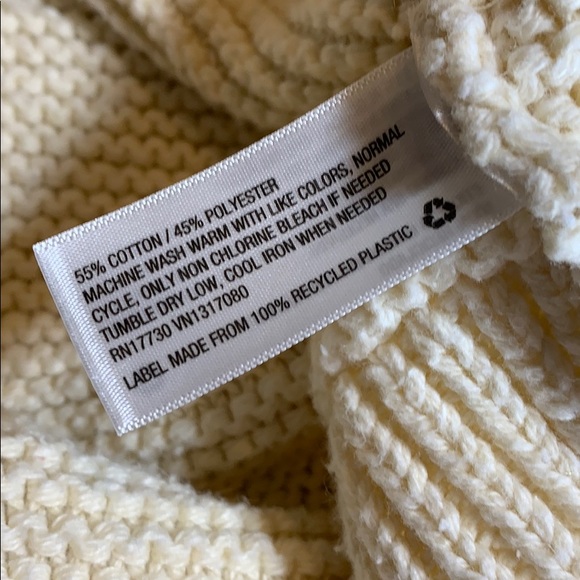 55% COTTON / 45% POLYESTER
MACHINE WASH WARM WITH LIKE COLORS, NORMAL
CYCLE, ONLY NON CHLORINE BLEACH IF NEEDED
TUMBLE DRY LOW, COOL IRON WHEN NEEDED
RN17730 VN1317080
LABEL MADE FROM 100% RECYCLED PLASTIC